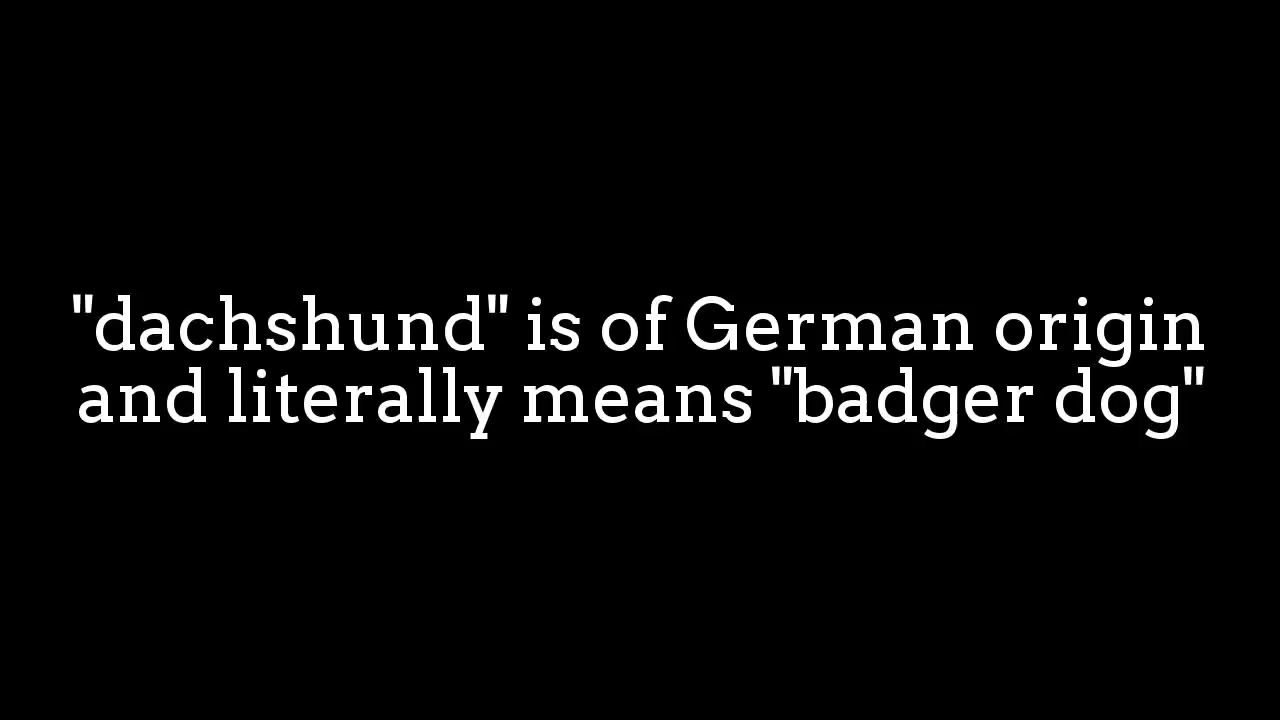 "dachshund" is of German origin
and literally means "badger dog"